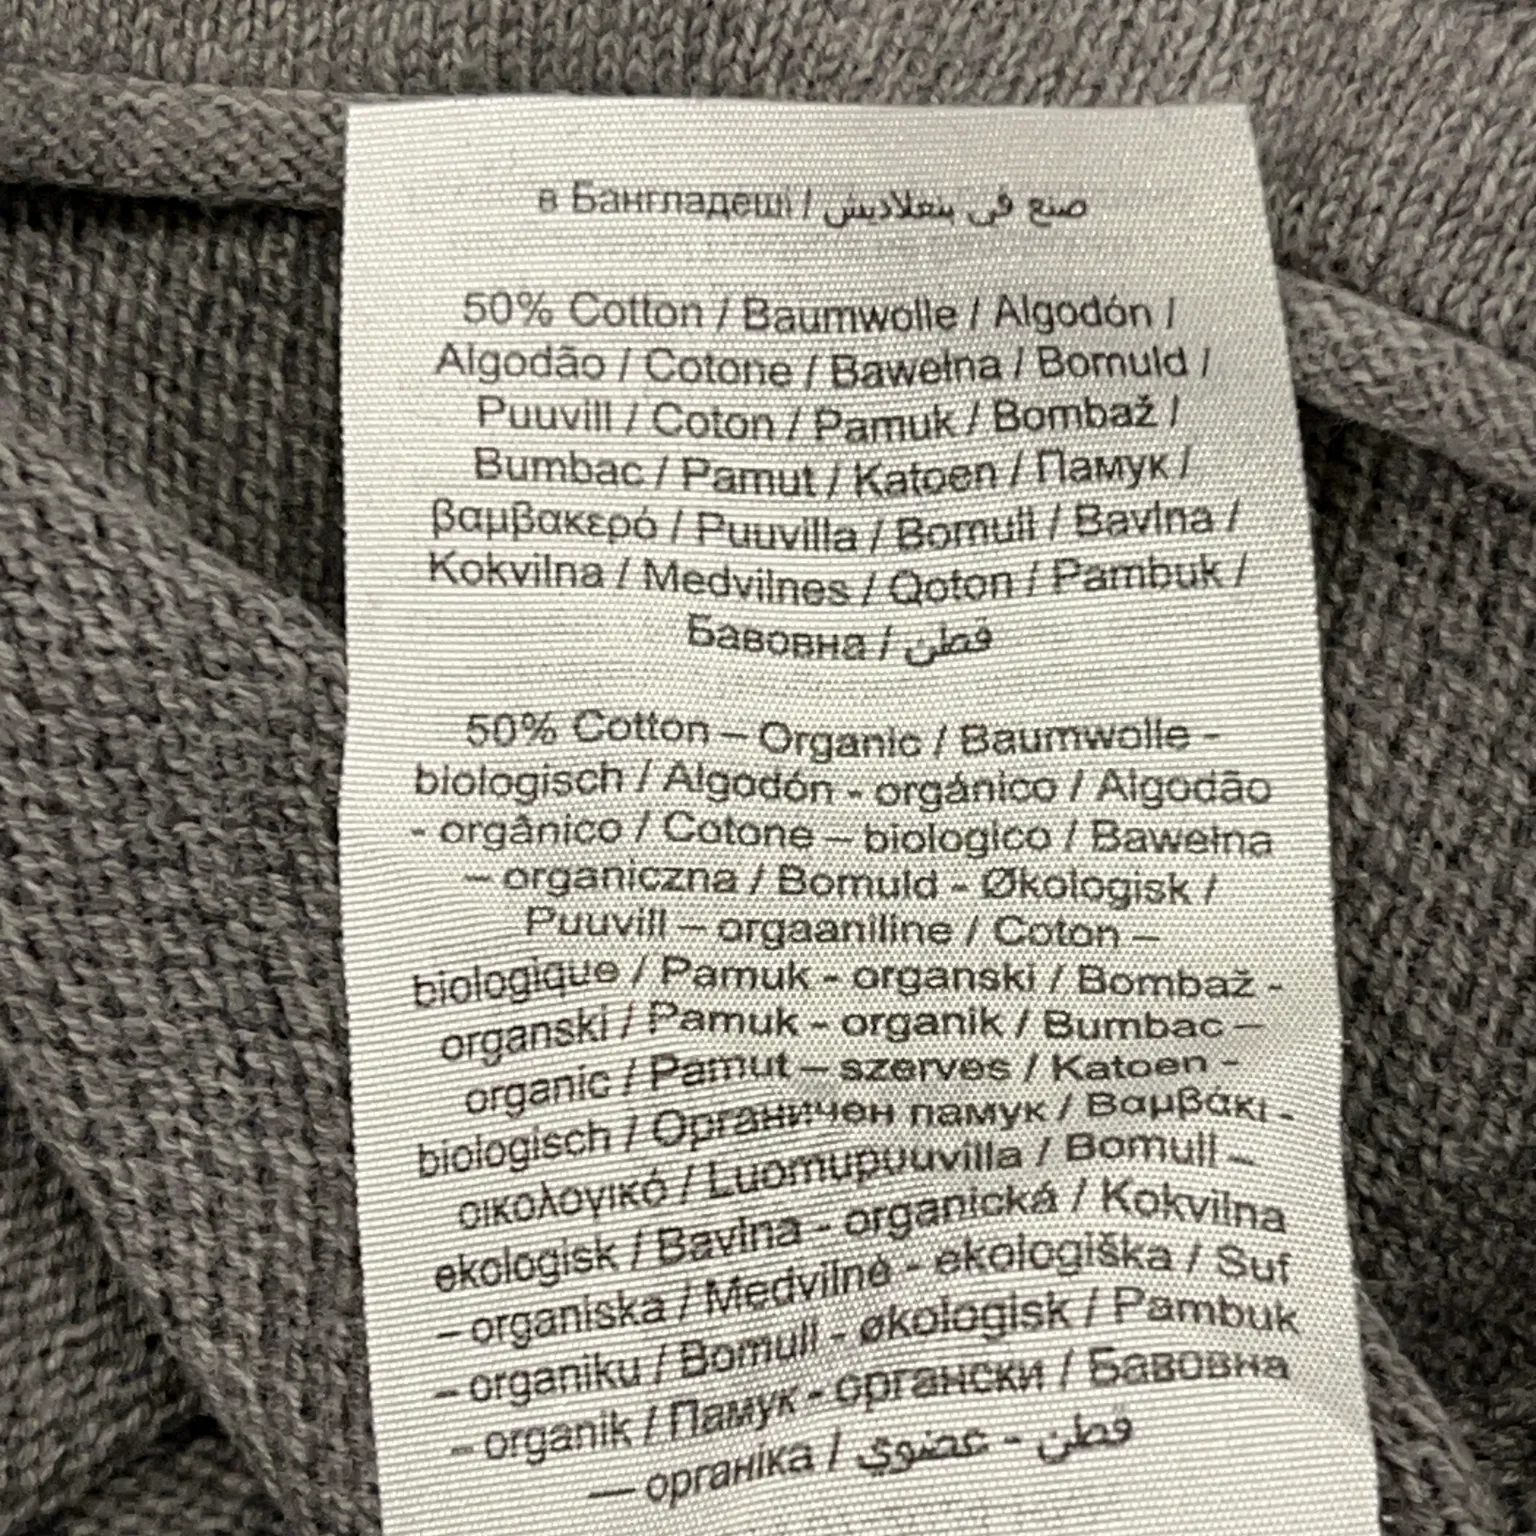 в Бангладеші / صنع في بنغلاديش
50% Cotton / Baumwolle / Algodón /
Algodão / Cotone / Bawełna / Bomuld /
Puuvill / Coton / Pamuk / Bombaž /
Bumbac / Pamut / Katoen / Памук /
βαμβακερό / Puuvilla / Bomull / Bavlna /
Kokvilna / Medvilnes / Qoton / Pambuk /
Бавовна / قطن
50% Cotton – Organic / Baumwolle -
biologisch / Algodón - orgánico / Algodão
- orgânico / Cotone – biologico / Bawełna
– organiczna / Bomuld - Økologisk /
Puuvill – orgaaniline / Coton –
biologique / Pamuk - organski / Bombaž -
organski / Pamuk - organik / Bumbac –
organic / Pamut – szerves / Katoen -
biologisch / Органичен памук / Βαμβάκι -
οικολογικό / Luomupuuvilla / Bomull –
ekologisk / Bavlna - organická / Kokvilna
– organiska / Medvilnė - ekologiška / Suf
– organiku / Bomull - økologisk / Pambuk
– organik / Памук - органски / Бавовна
— органіка / قطن - عضوي